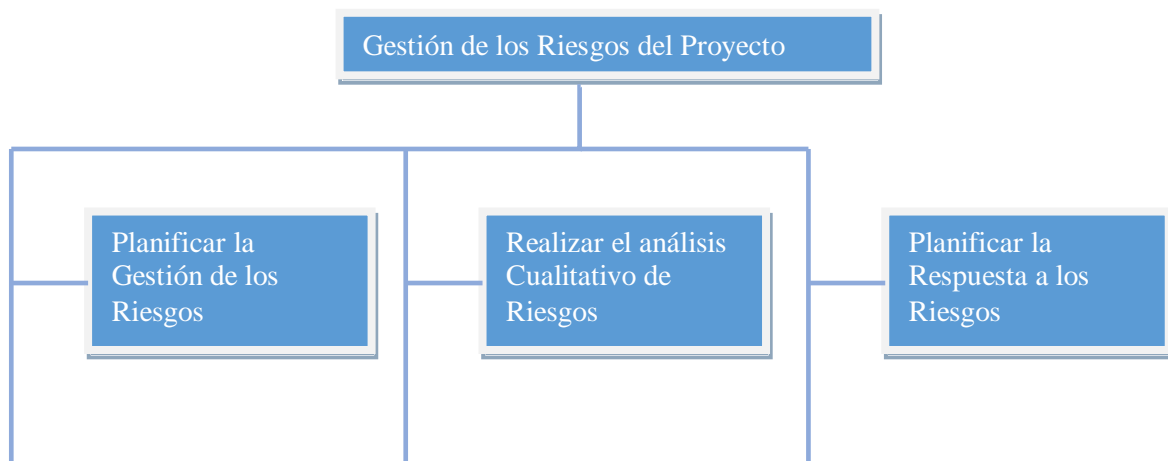 Gestión de los Riesgos del Proyecto
Planificar la
Gestión de los
Riesgos
Realizar el análisis
Cualitativo de
Riesgos
Planificar la
Respuesta a los
Riesgos